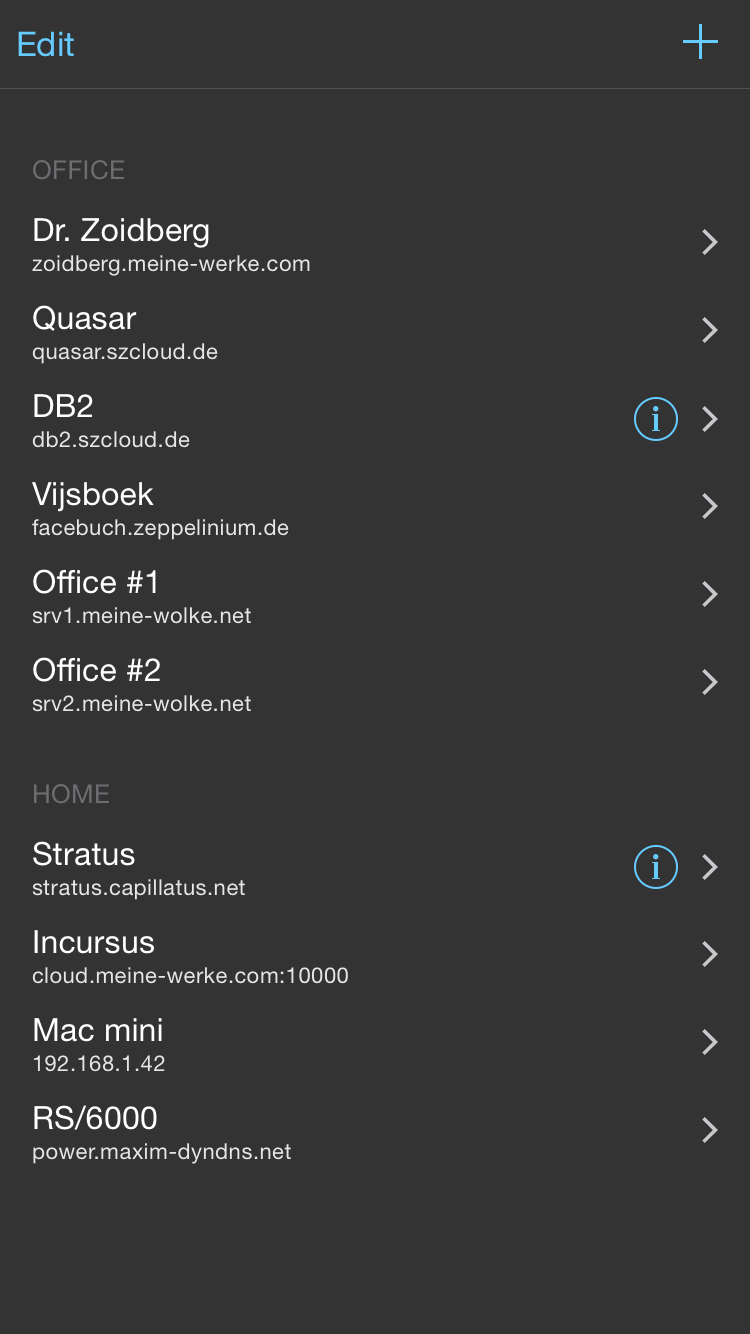 Edit
OFFICE
Dr. Zoidberg
zoidberg.meine-werke.com
Quasar
quasar.szcloud.de
DB2
db2.szcloud.de
Vijsboek
facebuch.zeppelinium.de
Office #1
srv1.meine-wolke.net
Office #2
srv2.meine-wolke.net
HOME
Stratus
stratus.capillatus.net
Incursus
cloud.meine-werke.com:10000
Mac mini
192.168.1.42
RS/6000
power.maxim-dyndns.net